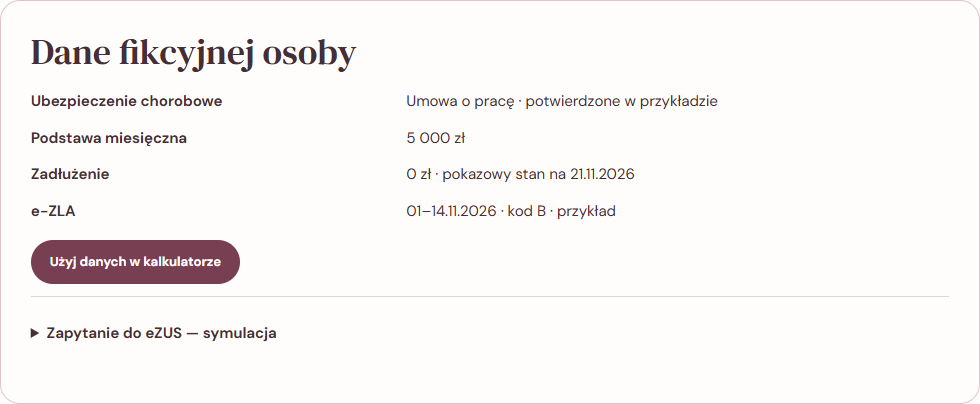 Dane fikcyjnej osoby
Ubezpieczenie chorobowe Umowa o pracę · potwierdzone w przykładzie
Podstawa miesięczna 5 000 zł
Zadłużenie 0 zł · pokazowy stan na 21.11.2026
e-ZLA 01–14.11.2026 · kod B · przykład
Użyj danych w kalkulatorze
Zapytanie do eZUS — symulacja